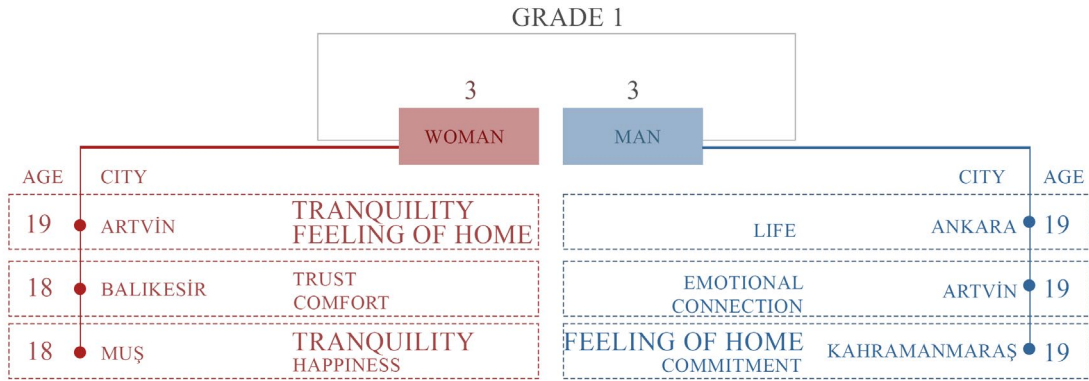 GRADE 1
3 3
WOMAN MAN
AGE CITY CITY AGE
19 ARTVİN TRANQUILITY
FEELING OF HOME
LIFE ANKARA 19
18 BALIKESİR TRUST
COMFORT
EMOTIONAL
CONNECTION ARTVİN 19
18 MUŞ TRANQUILITY
HAPPINESS
FEELING OF HOME
COMMITMENT KAHRAMANMARAŞ 19